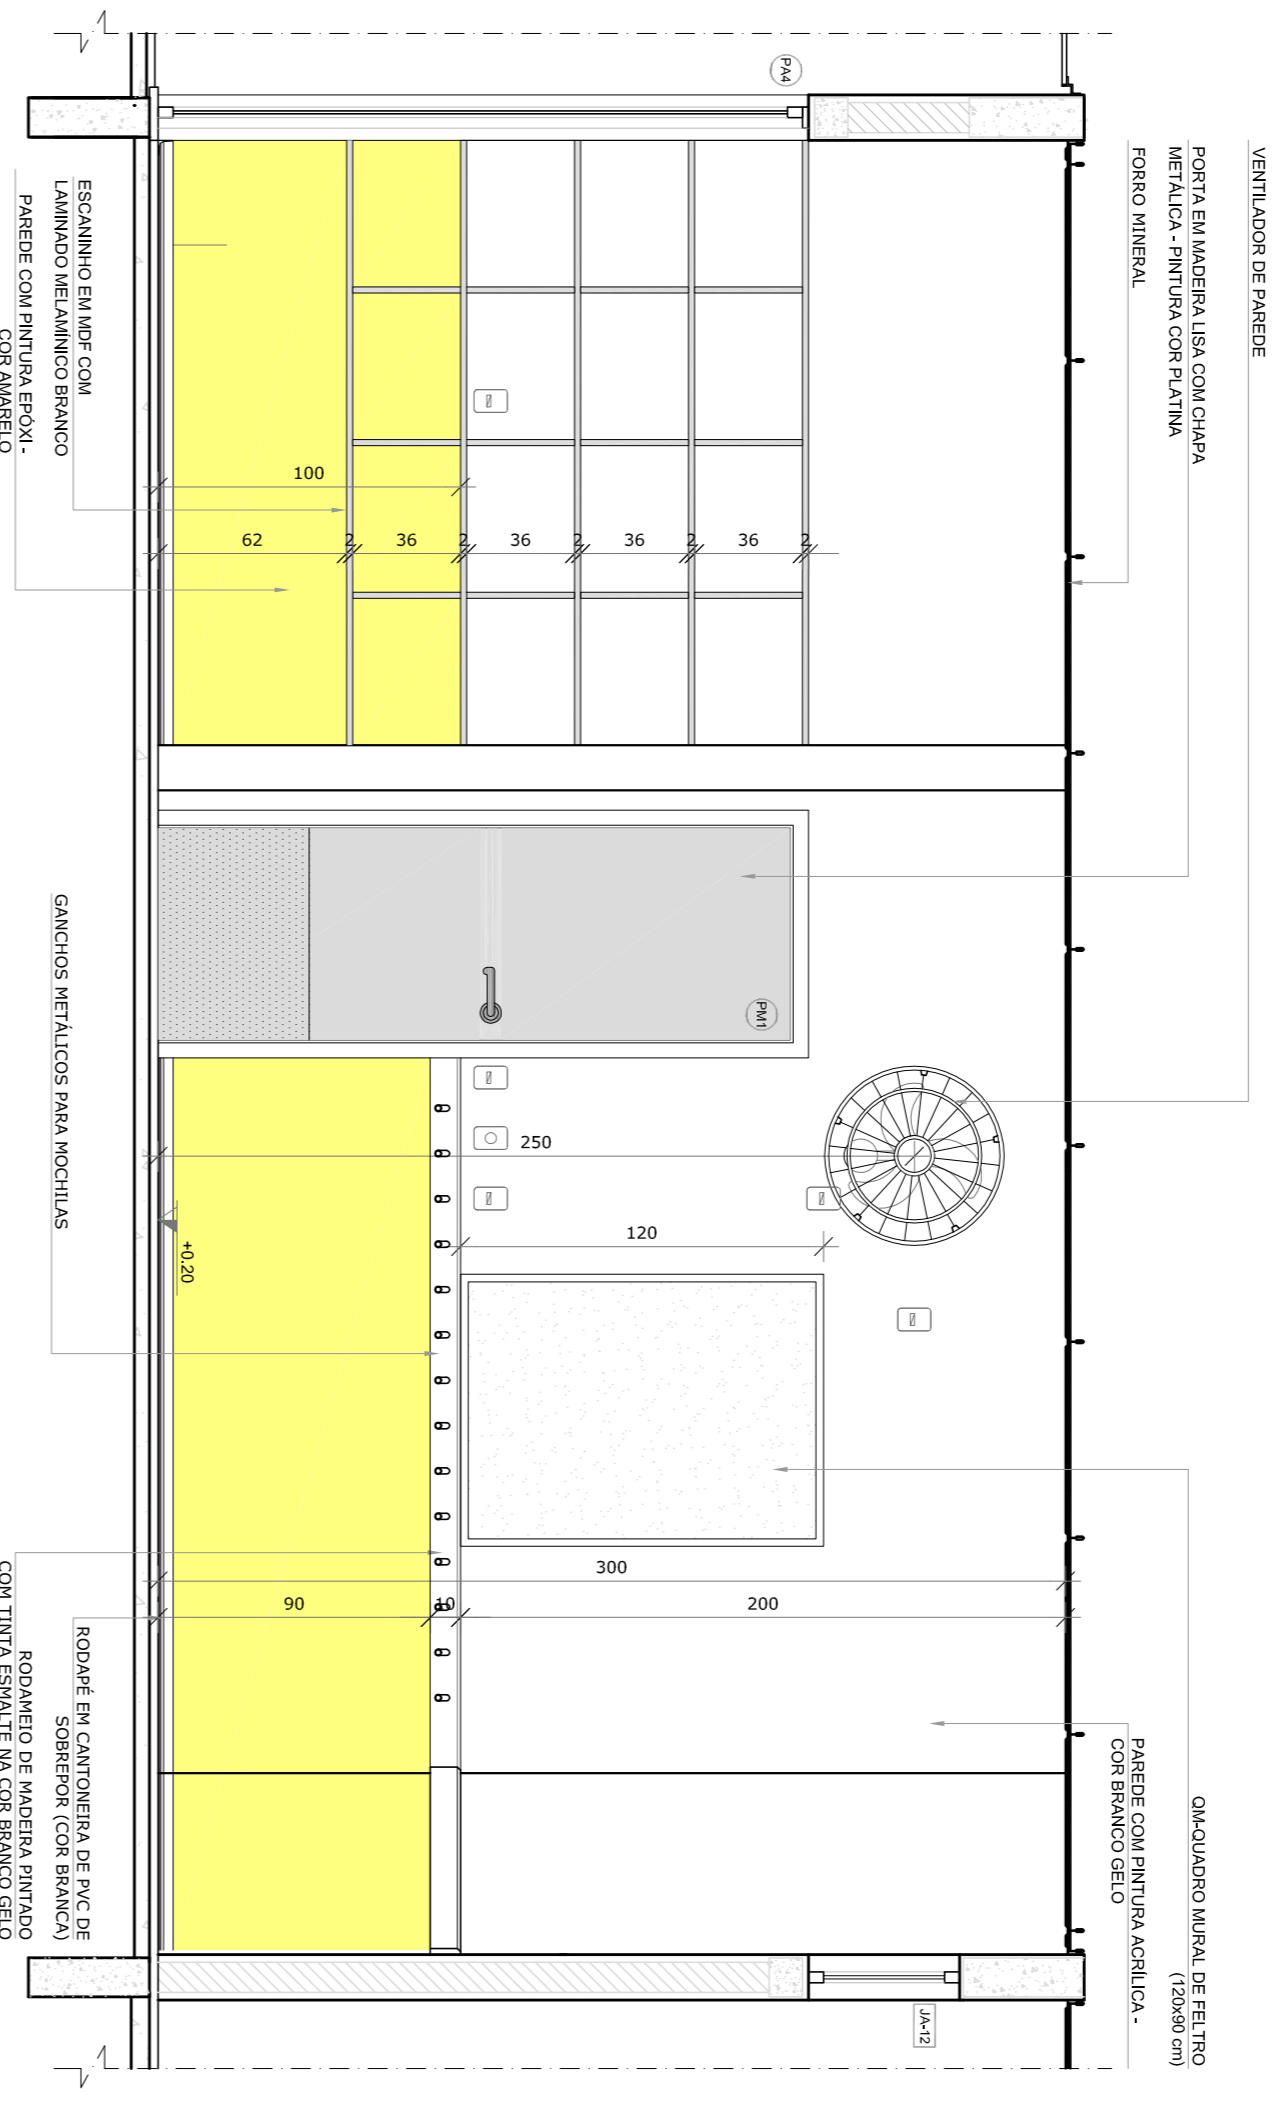 VENTILADOR DE PAREDE
PORTA EM MADEIRA LISA COM CHAPA
METÁLICA - PINTURA COR PLATINA
FORRO MINERAL
QM-QUADRO MURAL DE FELTRO
(120x90 cm)
PAREDE COM PINTURA ACRÍLICA -
COR BRANCO GELO
PA4
JA-12
PM1
250
120
300
90
10
200
100
62
2
36
2
36
2
36
2
36
2
+0.20
ESCANINHO EM MDF COM
LAMINADO MELAMÍNICO BRANCO
PAREDE COM PINTURA EPÓXI -
COR AMARELO
GANCHOS METÁLICOS PARA MOCHILAS
RODAPÉ EM CANTONEIRA DE PVC DE
SOBREPOR (COR BRANCA)
RODAMEIO DE MADEIRA PINTADO
COM TINTA ESMALTE NA COR BRANCO GELO